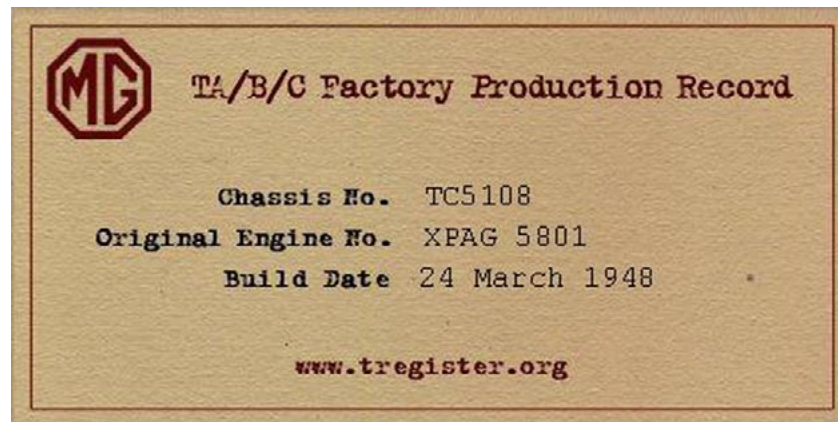 MG
TA/B/C Factory Production Record
Chassis No. TC5108
Original Engine No. XPAG 5801
Build Date 24 March 1948
www.tregister.org